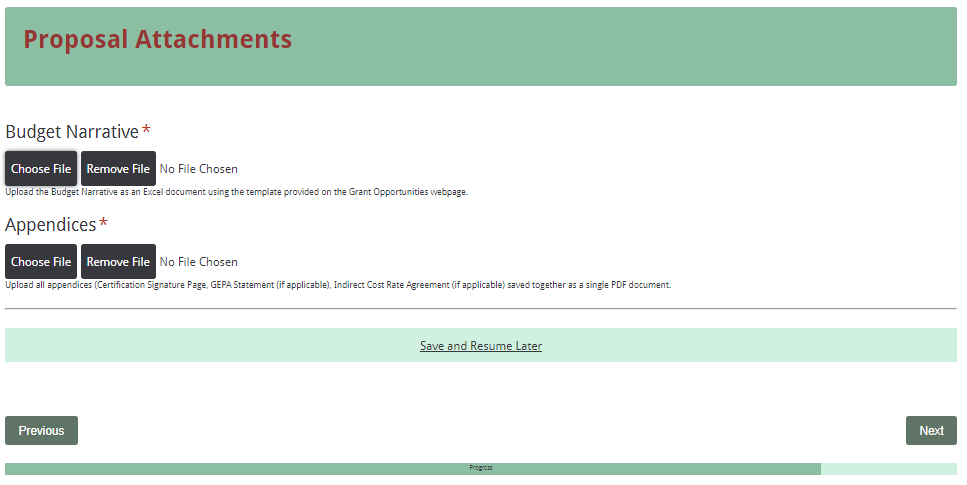 Proposal Attachments
Budget Narrative *
Choose File Remove File No File Chosen
Upload the Budget Narrative as an Excel document using the template provided on the Grant Opportunities webpage.
Appendices *
Choose File Remove File No File Chosen
Upload all appendices (Certification Signature Page, GEPA Statement (if applicable), Indirect Cost Rate Agreement (if applicable) saved together as a single PDF document.
Save and Resume Later
Previous Next
Progress